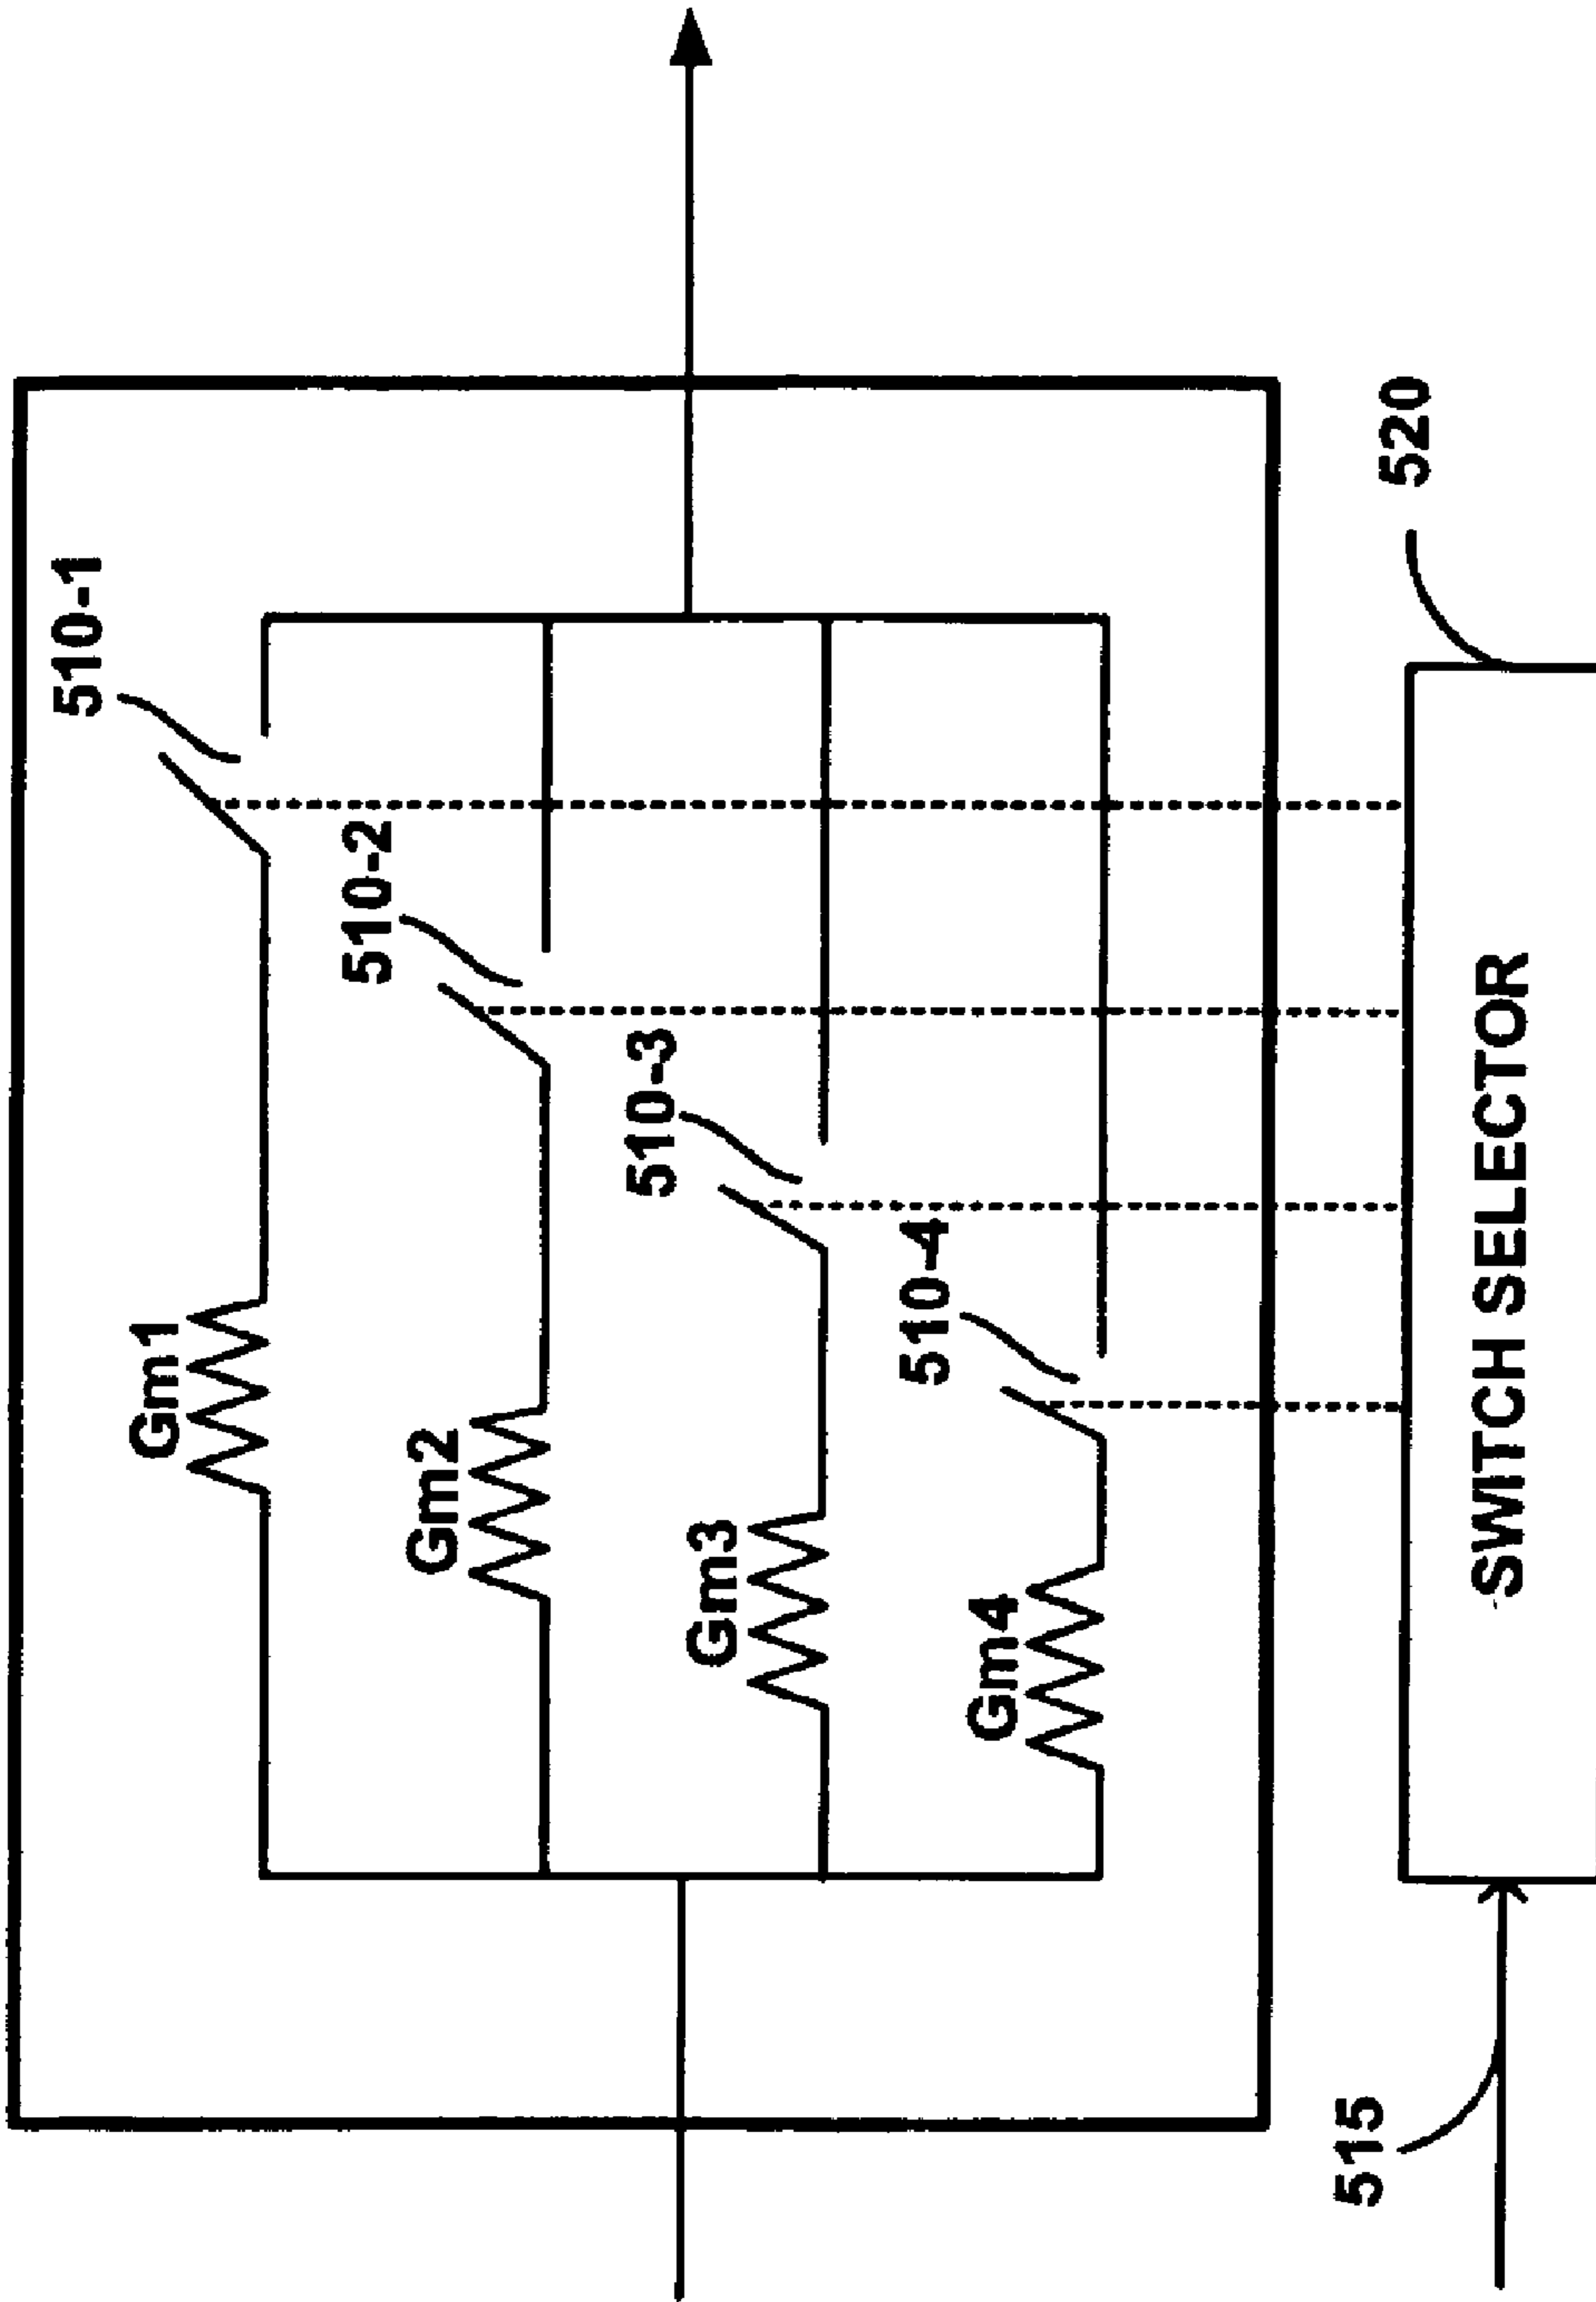 510-1
Gm1
510-2
Gm2
510-3
Gm3
510-4
Gm4
515
520
SWITCH SELECTOR